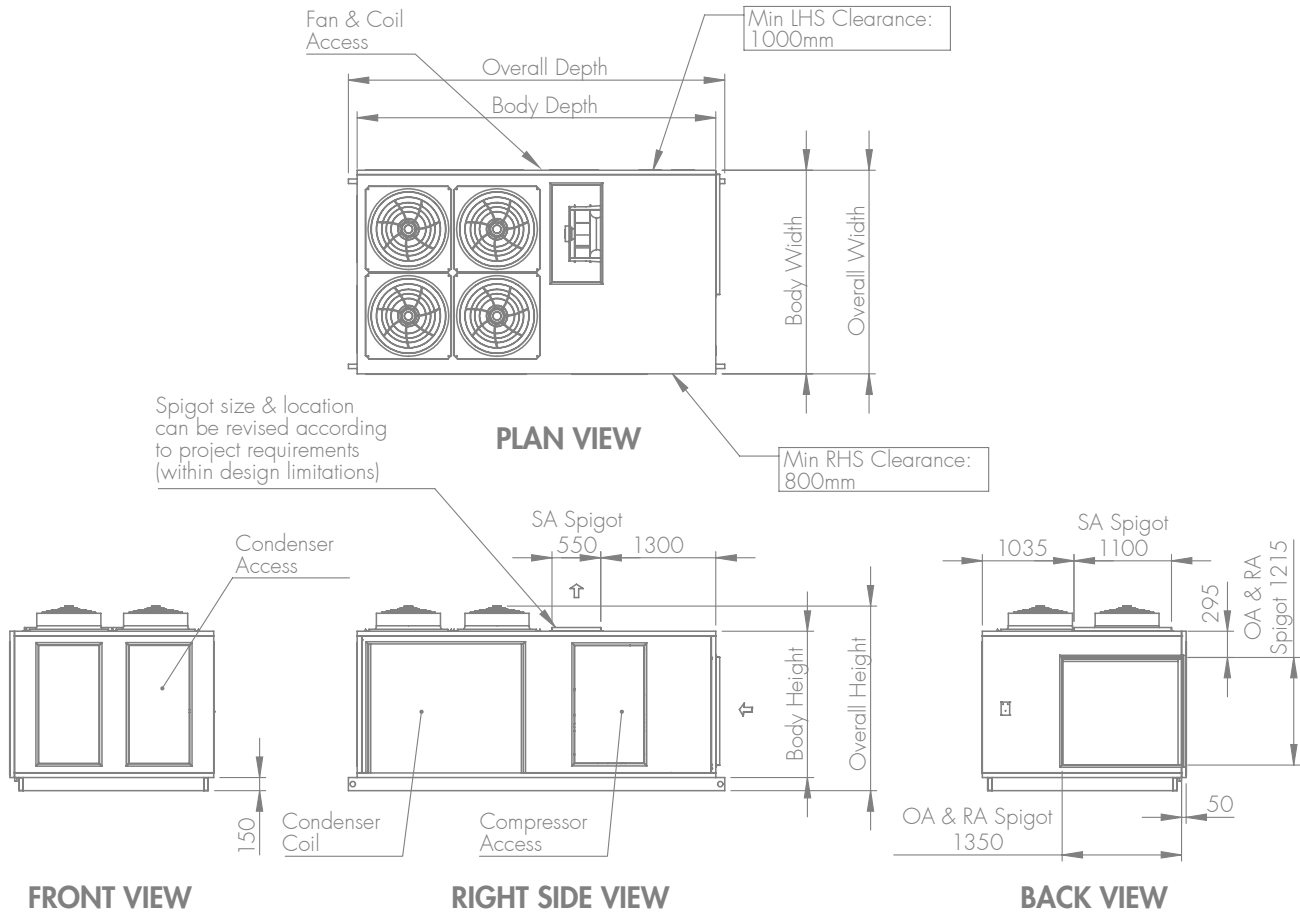 Fan & Coil
Access
Min LHS Clearance:
1000mm
Overall Depth
Body Depth
Body Width
Overall Width
Spigot size & location
can be revised according
to project requirements
(within design limitations)
PLAN VIEW
Min RHS Clearance:
800mm
Condenser
Access
150
FRONT VIEW
SA Spigot
550
1300
Body Height
Overall Height
Condenser
Coil
Compressor
Access
RIGHT SIDE VIEW
SA Spigot
1035
1100
295
OA & RA
Spigot 1215
50
OA & RA Spigot
1350
BACK VIEW